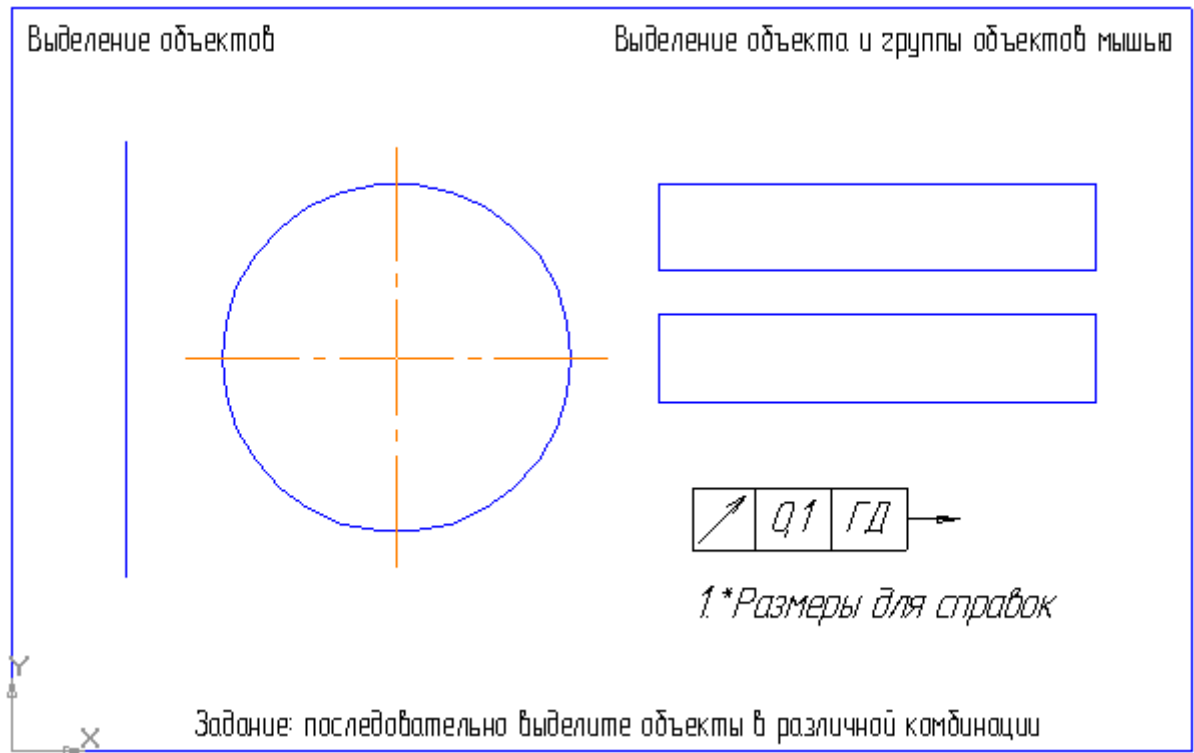 Выделение объектов
Выделение объекта и группы объектов мышью
0,1 ГД
1.*Размеры для справок
Y
X
Задание: последовательно выделите объекты в различной комбинации